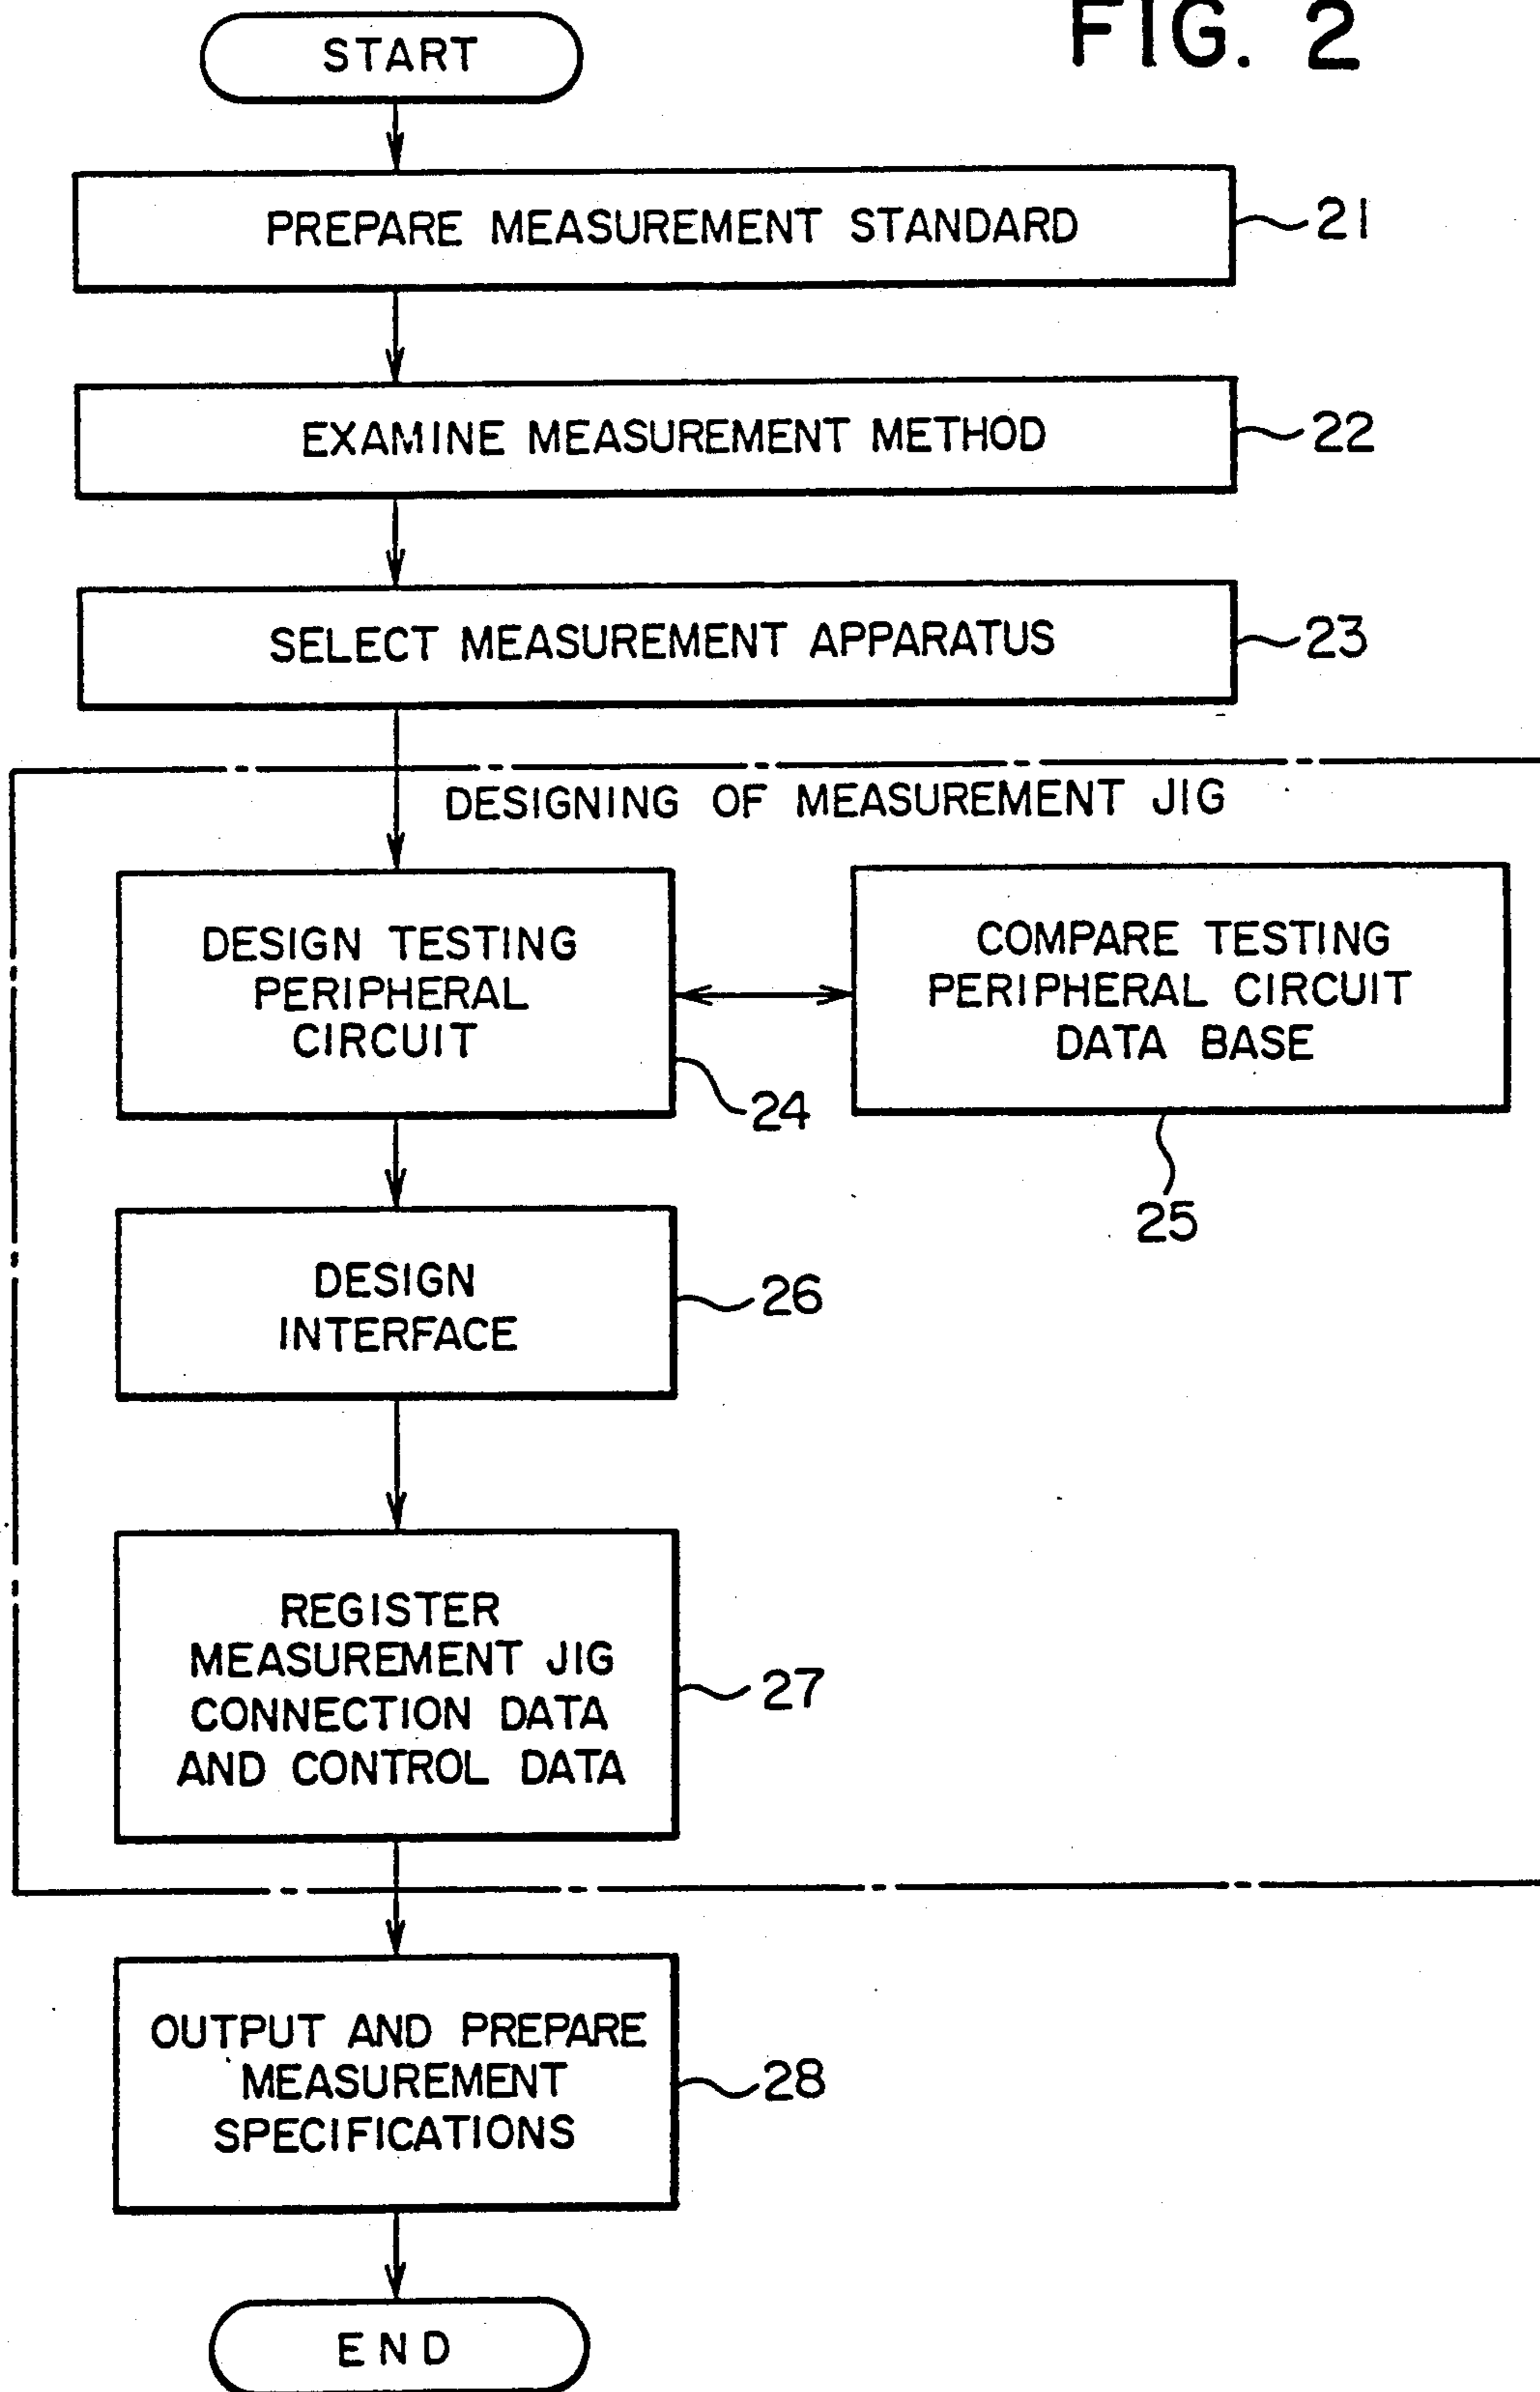 FIG. 2
START
PREPARE MEASUREMENT STANDARD
21
EXAMINE MEASUREMENT METHOD
22
SELECT MEASUREMENT APPARATUS
23
DESIGNING OF MEASUREMENT JIG
DESIGN TESTING
PERIPHERAL
CIRCUIT
24
COMPARE TESTING
PERIPHERAL CIRCUIT
DATA BASE
25
DESIGN
INTERFACE
26
REGISTER
MEASUREMENT JIG
CONNECTION DATA
AND CONTROL DATA
27
OUTPUT AND PREPARE
MEASUREMENT
SPECIFICATIONS
28
END